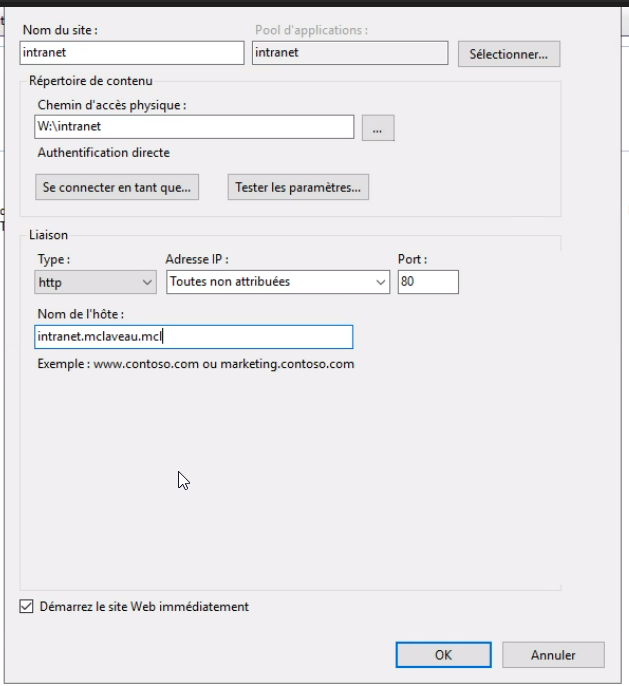 Nom du site :
Pool d'applications :
intranet
intranet
Sélectionner...
Répertoire de contenu
Chemin d'accès physique :
W:\intranet
...
Authentification directe
Se connecter en tant que...
Tester les paramètres...
Liaison
Type :
Adresse IP :
Port :
http
Toutes non attribuées
80
Nom de l'hôte :
intranet.mclaveau.mcl
Exemple : www.contoso.com ou marketing.contoso.com
Démarrez le site Web immédiatement
OK
Annuler